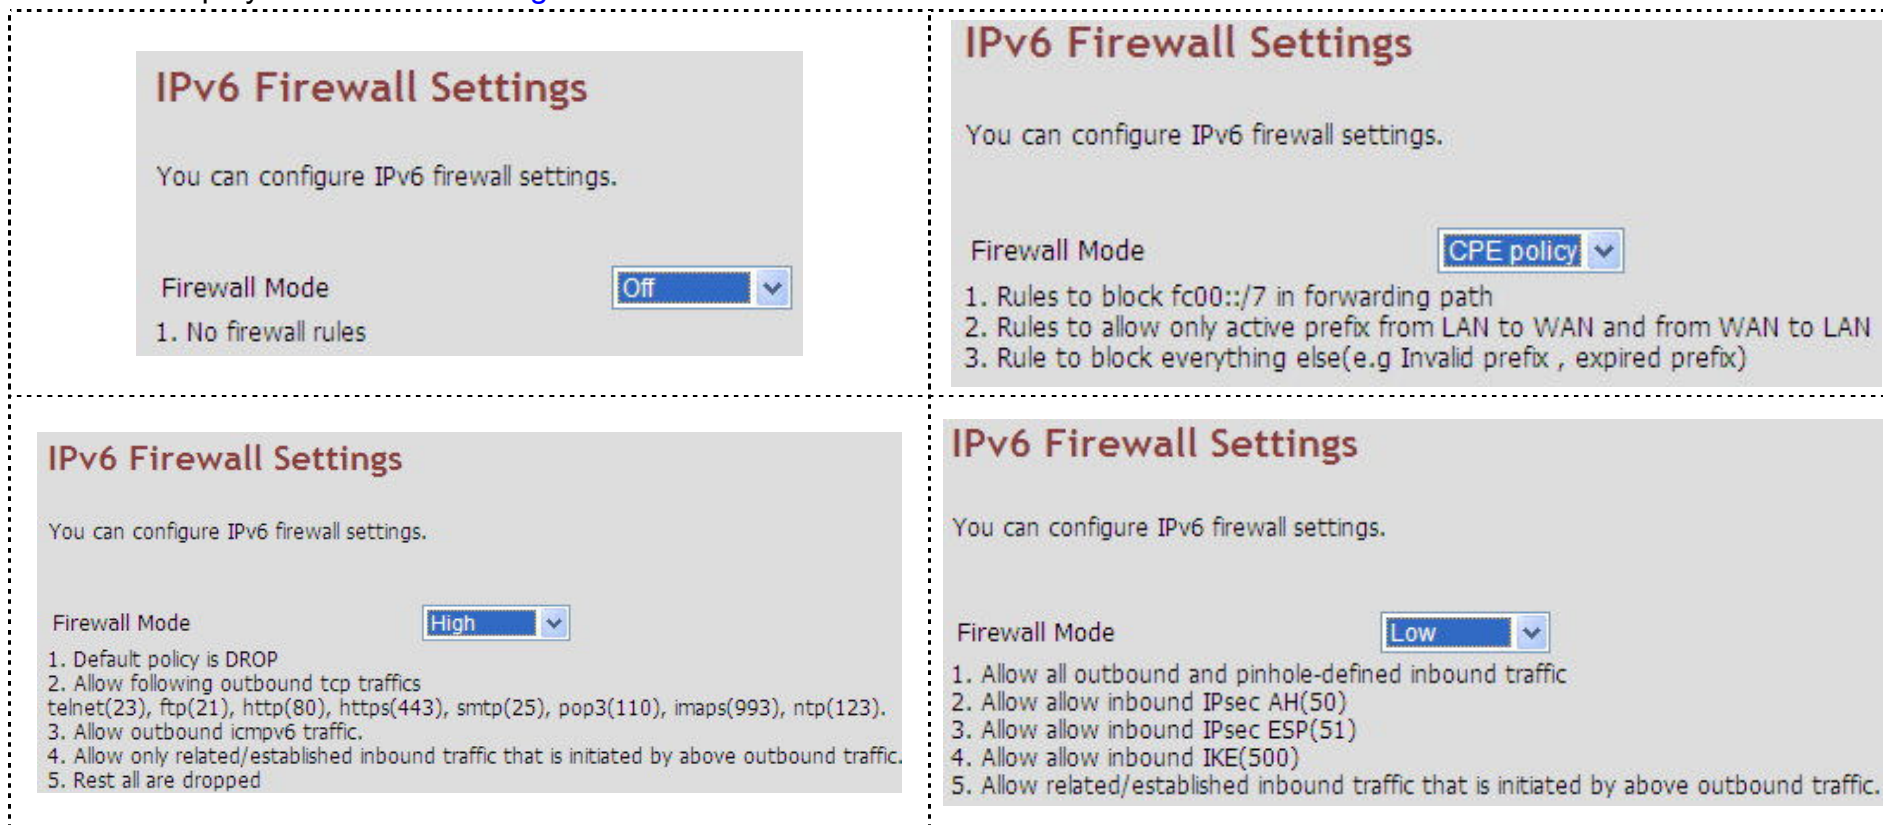 IPv6 Firewall Settings
You can configure IPv6 firewall settings.
Firewall Mode Off
1. No firewall rules
IPv6 Firewall Settings
You can configure IPv6 firewall settings.
Firewall Mode CPE policy
1. Rules to block fc00::/7 in forwarding path
2. Rules to allow only active prefix from LAN to WAN and from WAN to LAN
3. Rule to block everything else(e.g Invalid prefix , expired prefix)
IPv6 Firewall Settings
You can configure IPv6 firewall settings.
Firewall Mode High
1. Default policy is DROP
2. Allow following outbound tcp traffics
telnet(23), ftp(21), http(80), https(443), smtp(25), pop3(110), imaps(993), ntp(123).
3. Allow outbound icmpv6 traffic.
4. Allow only related/established inbound traffic that is initiated by above outbound traffic.
5. Rest all are dropped
IPv6 Firewall Settings
You can configure IPv6 firewall settings.
Firewall Mode Low
1. Allow all outbound and pinhole-defined inbound traffic
2. Allow allow inbound IPsec AH(50)
3. Allow allow inbound IPsec ESP(51)
4. Allow allow inbound IKE(500)
5. Allow related/established inbound traffic that is initiated by above outbound traffic.